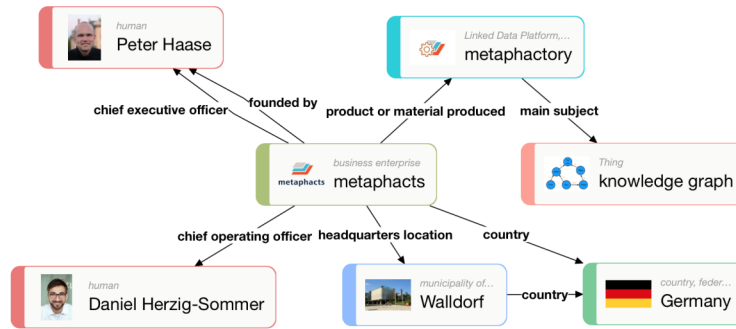 human
Peter Haase
Linked Data Platform,...
metaphactory
chief executive officer
founded by
product or material produced
main subject
business enterprise
metaphacts
metaphacts
Thing
knowledge graph
chief operating officer
headquarters location
country
human
Daniel Herzig-Sommer
municipality of...
Walldorf
country
country, feder...
Germany